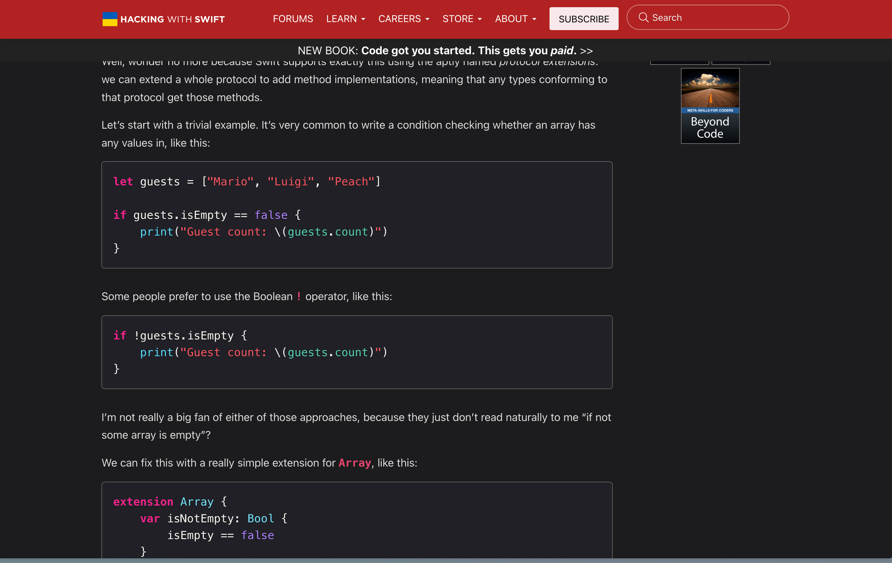 HACKING WITH SWIFT
FORUMS LEARN CAREERS STORE ABOUT SUBSCRIBE Search
NEW BOOK: Code got you started. This gets you paid. >>
Well, wonder no more because Swift supports exactly this using the aptly named protocol extensions:
we can extend a whole protocol to add method implementations, meaning that any types conforming to
that protocol get those methods.
Let’s start with a trivial example. It’s very common to write a condition checking whether an array has
any values in, like this:
let guests = ["Mario", "Luigi", "Peach"]
if guests.isEmpty == false {
    print("Guest count: \(guests.count)")
}
Some people prefer to use the Boolean ! operator, like this:
if !guests.isEmpty {
    print("Guest count: \(guests.count)")
}
I’m not really a big fan of either of those approaches, because they just don’t read naturally to me “if not
some array is empty”?
We can fix this with a really simple extension for Array, like this:
extension Array {
    var isNotEmpty: Bool {
        isEmpty == false
    }
META-SKILLS FOR CODERS
Beyond
Code